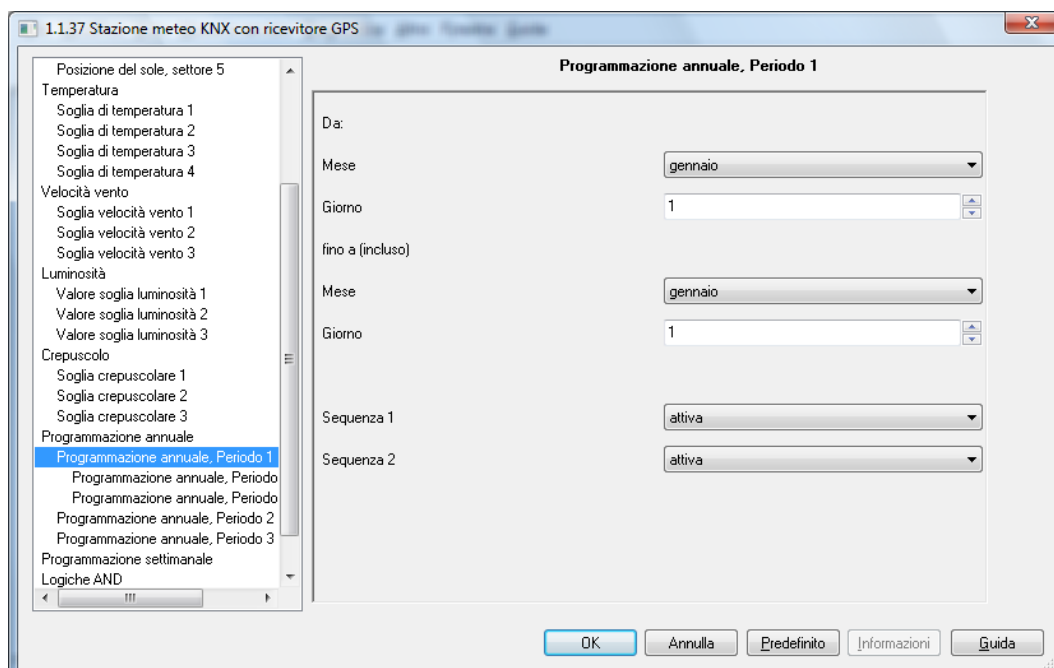 1.1.37 Stazione meteo KNX con ricevitore GPS
Posizione del sole, settore 5
Temperatura
Soglia di temperatura 1
Soglia di temperatura 2
Soglia di temperatura 3
Soglia di temperatura 4
Velocità vento
Soglia velocità vento 1
Soglia velocità vento 2
Soglia velocità vento 3
Luminosità
Valore soglia luminosità 1
Valore soglia luminosità 2
Valore soglia luminosità 3
Crepuscolo
Soglia crepuscolare 1
Soglia crepuscolare 2
Soglia crepuscolare 3
Programmazione annuale
Programmazione annuale, Periodo 1
Programmazione annuale, Periodo
Programmazione annuale, Periodo
Programmazione annuale, Periodo 2
Programmazione annuale, Periodo 3
Programmazione settimanale
Logiche AND
Programmazione annuale, Periodo 1
Da:
Mese gennaio
Giorno 1
fino a (incluso)
Mese gennaio
Giorno 1
Sequenza 1 attiva
Sequenza 2 attiva
OK Annulla Predefinito Informazioni Guida